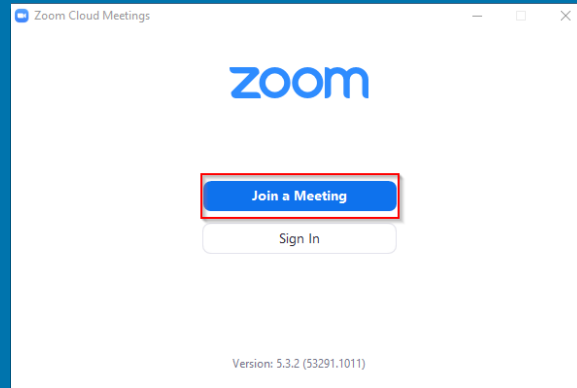 Zoom Cloud Meetings
zoom
Join a Meeting
Sign In
Version: 5.3.2 (53291.1011)